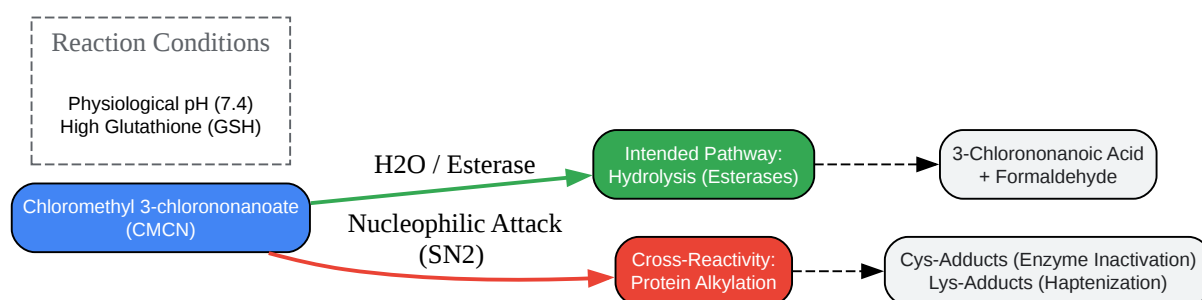 Reaction Conditions
Physiological pH (7.4)
High Glutathione (GSH)
Chloromethyl 3-chlorononanoate
(CMCN)
H2O / Esterase
Nucleophilic Attack
(SN2)
Intended Pathway:
Hydrolysis (Esterases)
Cross-Reactivity:
Protein Alkylation
3-Chlorononanoic Acid
+ Formaldehyde
Cys-Adducts (Enzyme Inactivation)
Lys-Adducts (Haptenization)